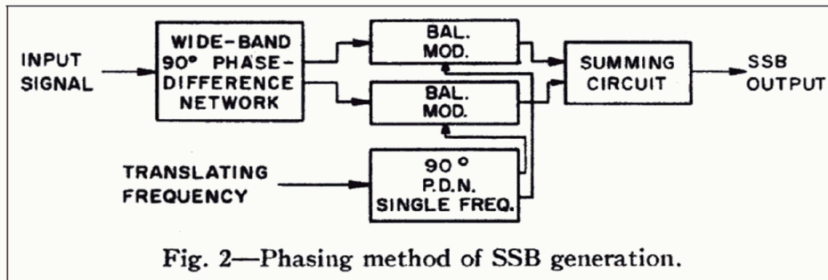 INPUT
SIGNAL
WIDE-BAND
90° PHASE-
DIFFERENCE
NETWORK
BAL.
MOD.
BAL.
MOD.
SUMMING
CIRCUIT
SSB
OUTPUT
TRANSLATING
FREQUENCY
90°
P.D.N.
SINGLE FREQ.
Fig. 2—Phasing method of SSB generation.